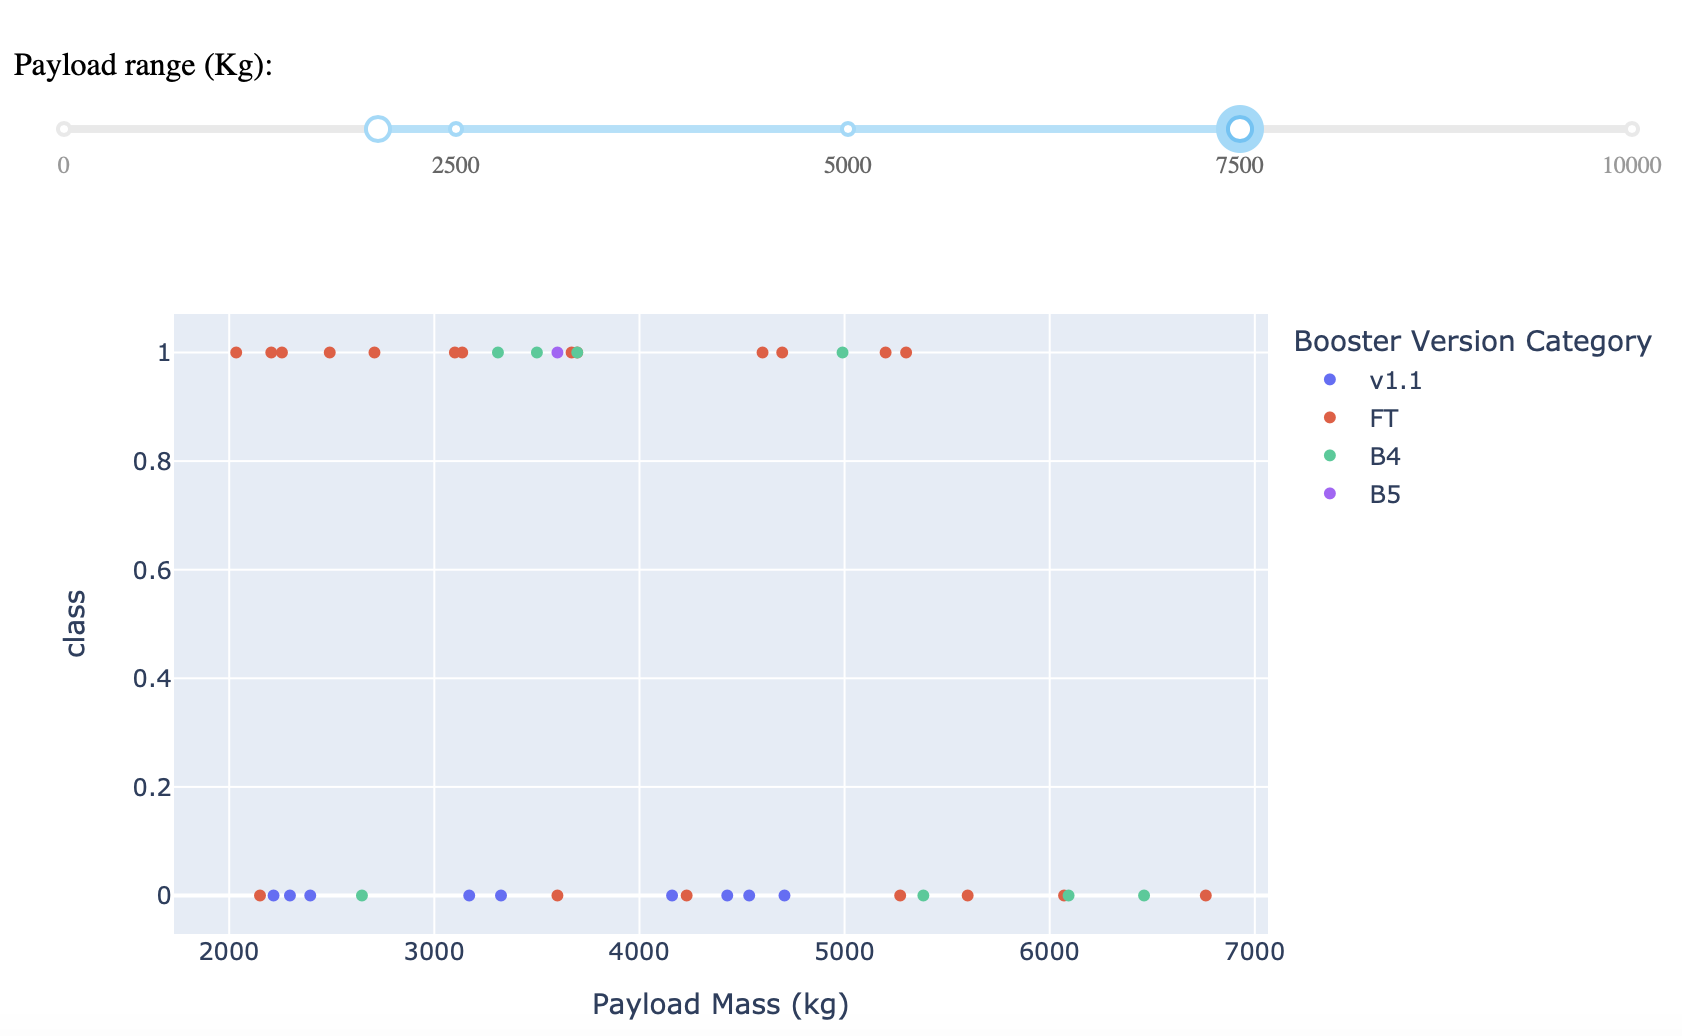 Payload range (Kg):
0 2500 5000 7500 10000
Booster Version Category
v1.1
FT
B4
B5
1
0.8
0.6
0.4
0.2
0
class
2000 3000 4000 5000 6000 7000
Payload Mass (kg)